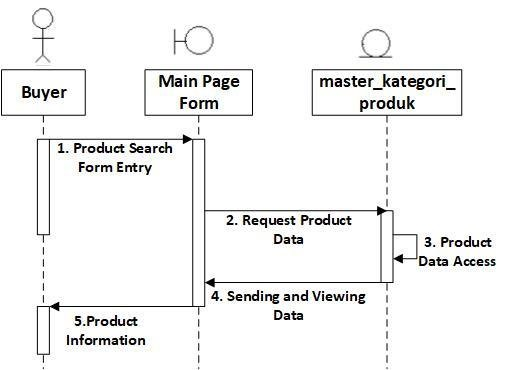 Buyer
Main Page
Form
master_kategori_
produk
1. Product Search
Form Entry
2. Request Product
Data
3. Product
Data Access
4. Sending and Viewing
Data
5.Product
Information